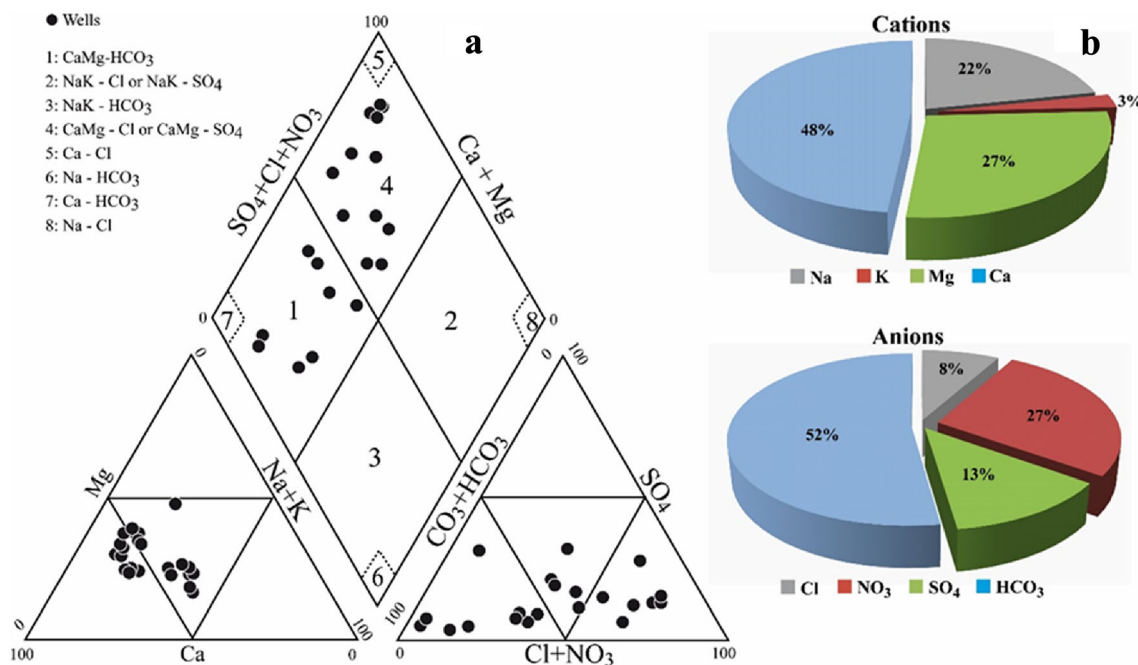 Wells
1: CaMg-HCO₃
2: NaK - Cl or NaK - SO₄
3: NaK - HCO₃
4: CaMg - Cl or CaMg - SO₄
5: Ca - Cl
6: Na - HCO₃
7: Ca - HCO₃
8: Na - Cl
a
100
5
SO₄+Cl+NO₃
Ca + Mg
4
0
7
1
2
8
0
0
0
100
3
Mg
Na+K
CO₃+HCO₃
SO₄
6
0
100
100
0
Ca
100
0
Cl+NO₃
100
b
Cations
22%
3%
48%
27%
Na K Mg Ca
Anions
8%
27%
52%
13%
Cl NO₃ SO₄ HCO₃